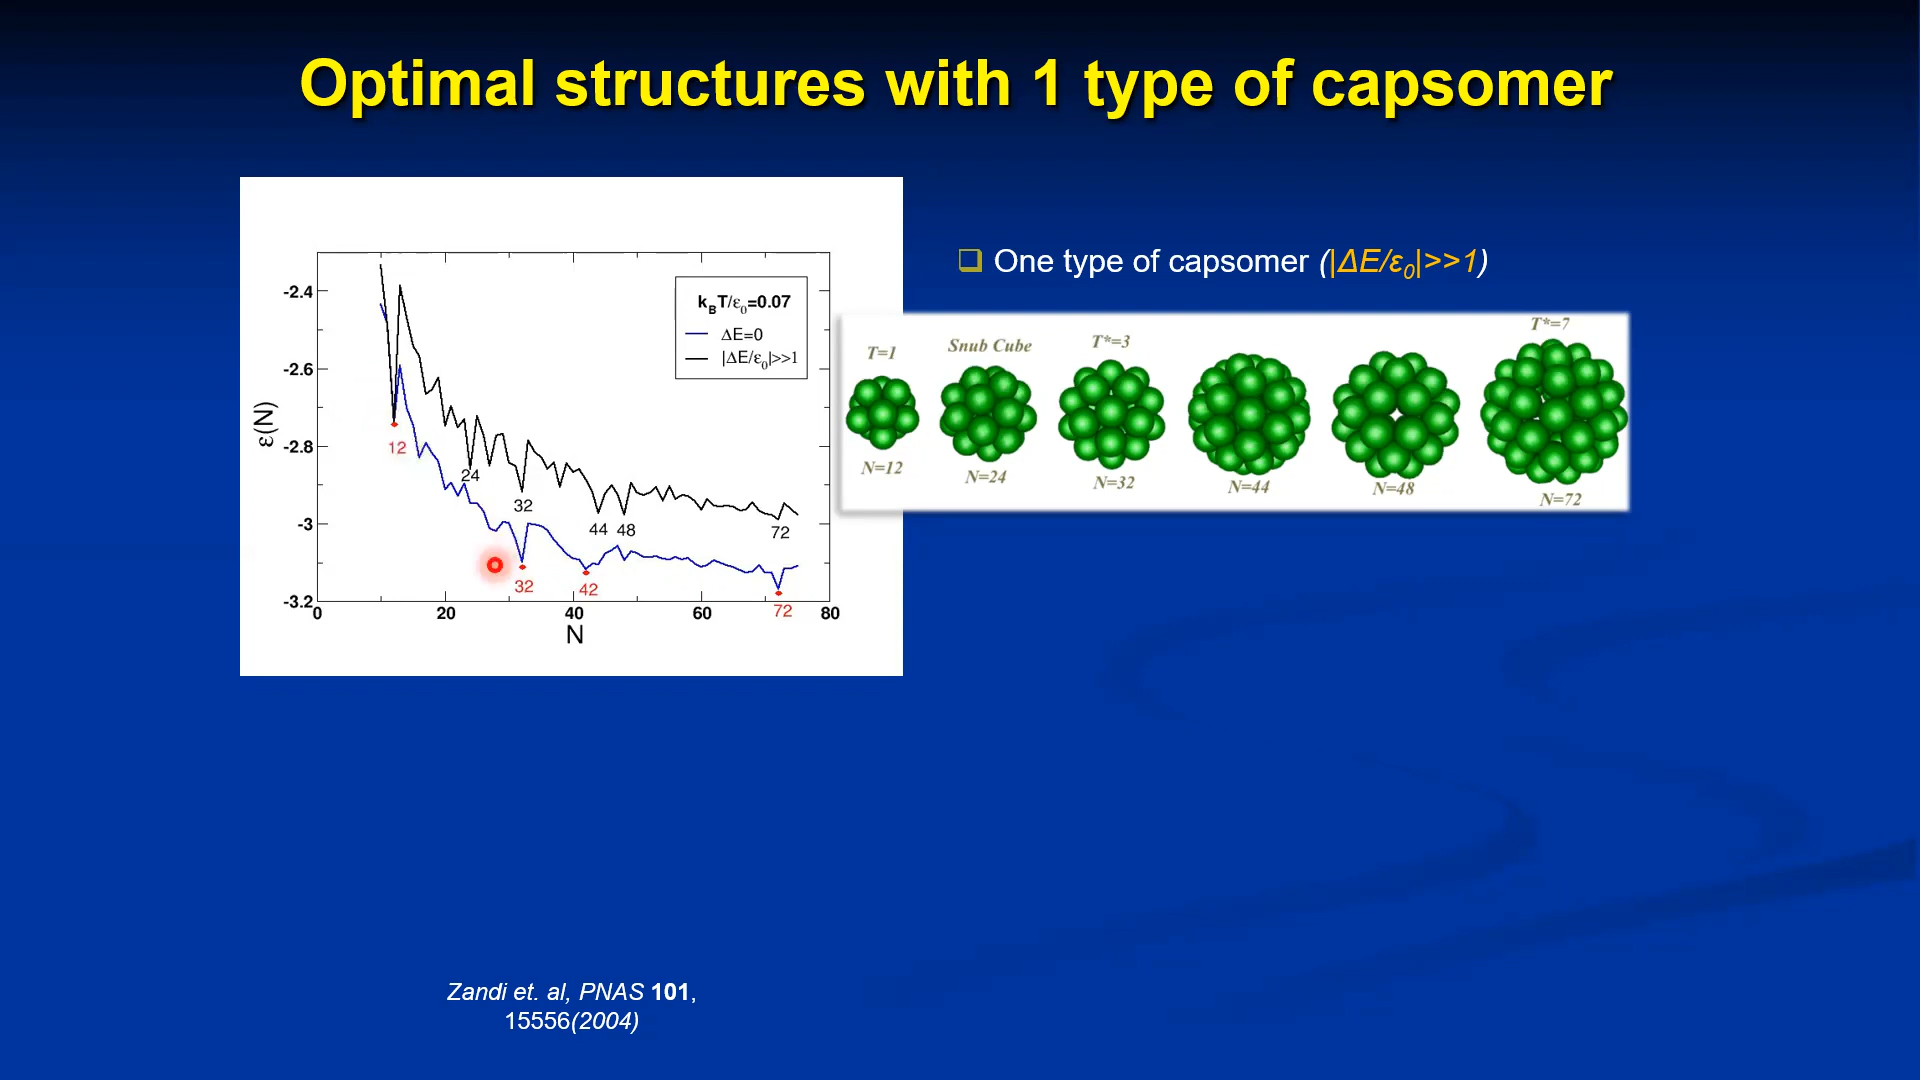 Optimal structures with 1 type of capsomer
❑ One type of capsomer (|ΔE/ε0|>>1)
kBT/ε0=0.07
ΔE=0
|ΔE/ε0|>>1
ε(N)
-2.4
-2.6
-2.8
-3
-3.2
12
24
32
44 48
72
32
42
72
0 20 40 60 80
N
T=1
Snub Cube
T*=3
T*=7
N=12
N=24
N=32
N=44
N=48
N=72
Zandi et. al, PNAS 101,
15556(2004)